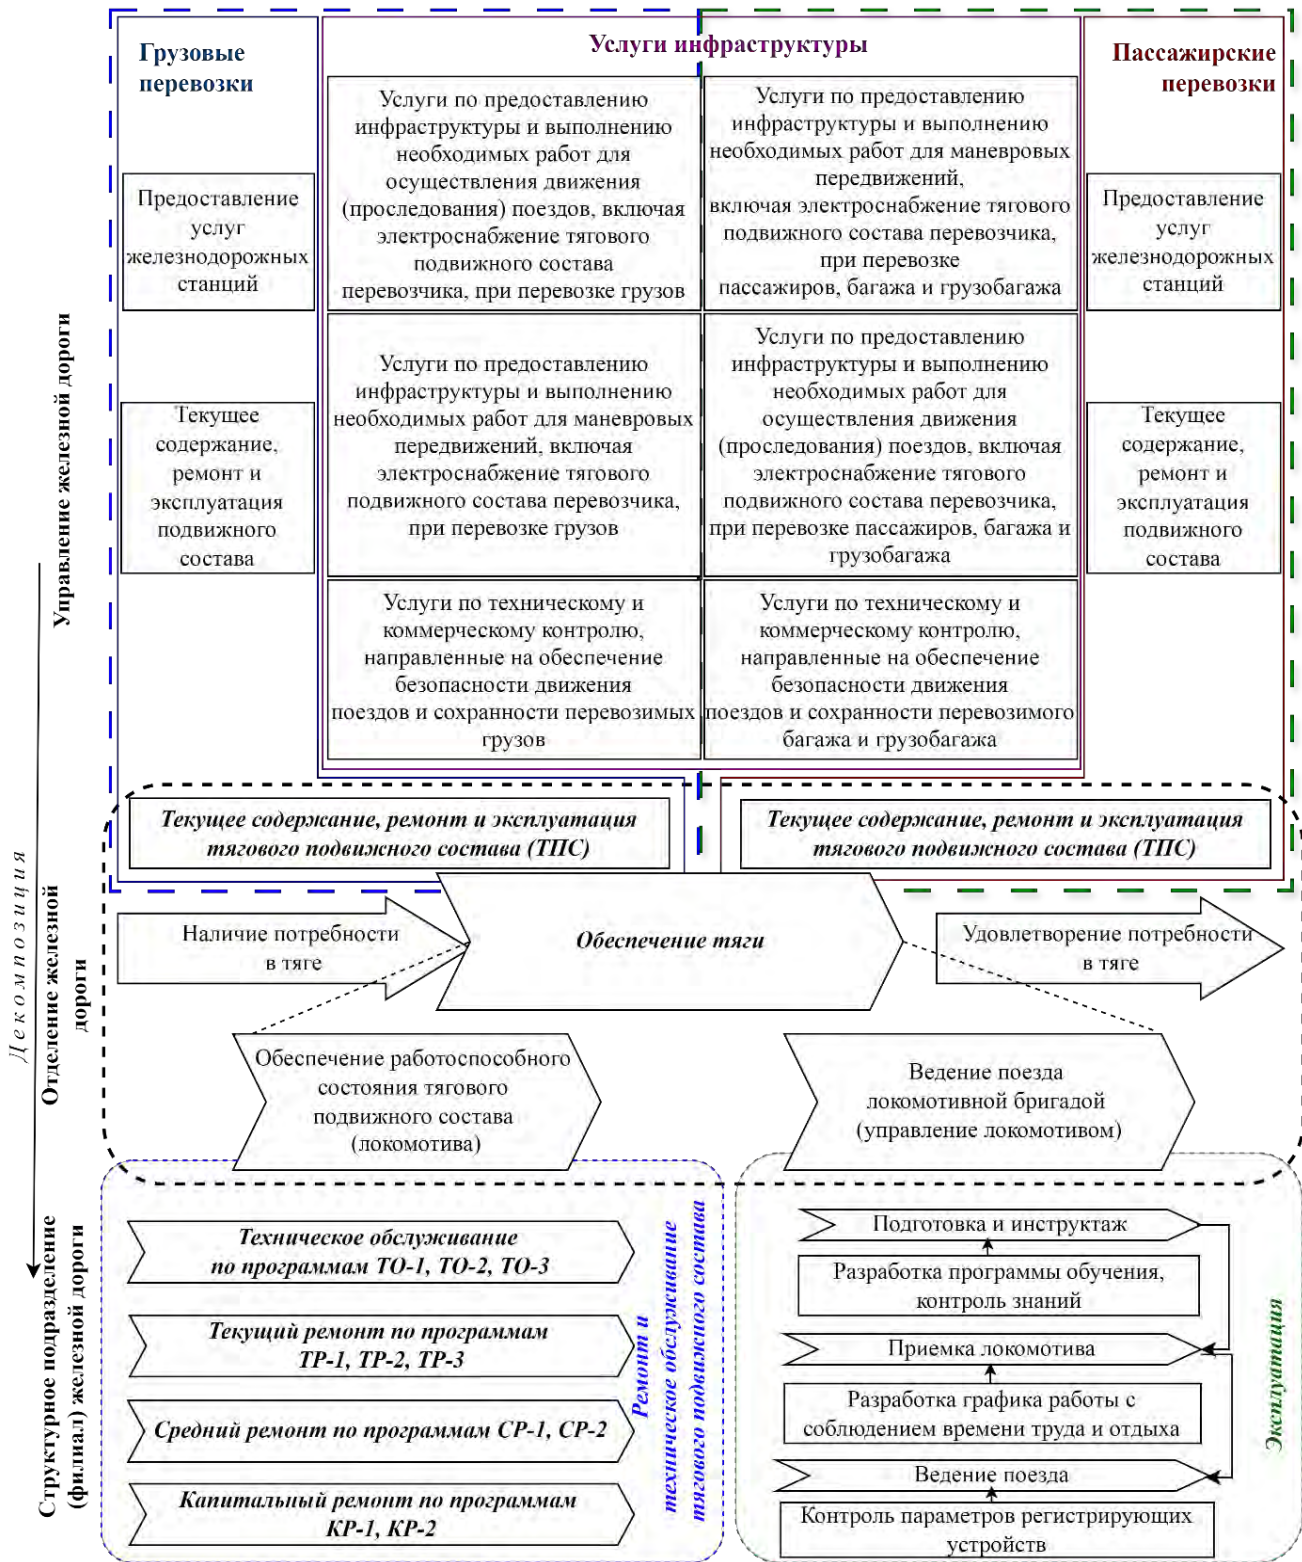 Грузовые
перевозки
Услуги инфраструктуры
Пассажирские
перевозки
Услуги по предоставлению
инфраструктуры и выполнению
необходимых работ для
осуществления движения
(проследования) поездов, включая
электроснабжение тягового
подвижного состава
перевозчика, при перевозке грузов
Услуги по предоставлению
инфраструктуры и выполнению
необходимых работ для маневровых
передвижений,
включая электроснабжение тягового
подвижного состава перевозчика,
при перевозке
пассажиров, багажа и грузобагажа
Предоставление
услуг
железнодорожных
станций
Предоставление
услуг
железнодорожных
станций
Услуги по предоставлению
инфраструктуры и выполнению
необходимых работ для маневровых
передвижений, включая
электроснабжение тягового
подвижного состава перевозчика,
при перевозке грузов
Услуги по предоставлению
инфраструктуры и выполнению
необходимых работ для
осуществления движения
(проследования) поездов, включая
электроснабжение тягового
подвижного состава перевозчика,
при перевозке пассажиров, багажа и
грузобагажа
Текущее
содержание,
ремонт и
эксплуатация
подвижного
состава
Текущее
содержание,
ремонт и
эксплуатация
подвижного
состава
Услуги по техническому и
коммерческому контролю,
направленные на обеспечение
безопасности движения
поездов и сохранности перевозимых
грузов
Услуги по техническому и
коммерческому контролю,
направленные на обеспечение
безопасности движения
поездов и сохранности перевозимого
багажа и грузобагажа
Управление железной дороги
Текущее содержание, ремонт и эксплуатация
тягового подвижного состава (ТПС)
Текущее содержание, ремонт и эксплуатация
тягового подвижного состава (ТПС)
Декомпозиция
Отделение железной
дороги
Наличие потребности
в тяге
Обеспечение тяги
Удовлетворение потребности
в тяге
Обеспечение работоспособного
состояния тягового
подвижного состава
(локомотива)
Ведение поезда
локомотивной бригадой
(управление локомотивом)
Структурное подразделение
(филиал) железной дороги
Техническое обслуживание
по программам ТО-1, ТО-2, ТО-3
Текущий ремонт по программам
ТР-1, ТР-2, ТР-3
Средний ремонт по программам СР-1, СР-2
Капитальный ремонт по программам
КР-1, КР-2
Ремонт и
техническое обслуживание
тягового подвижного состава
Подготовка и инструктаж
Разработка программы обучения,
контроль знаний
Приемка локомотива
Разработка графика работы с
соблюдением времени труда и отдыха
Ведение поезда
Контроль параметров регистрирующих
устройств
Эксплуатация